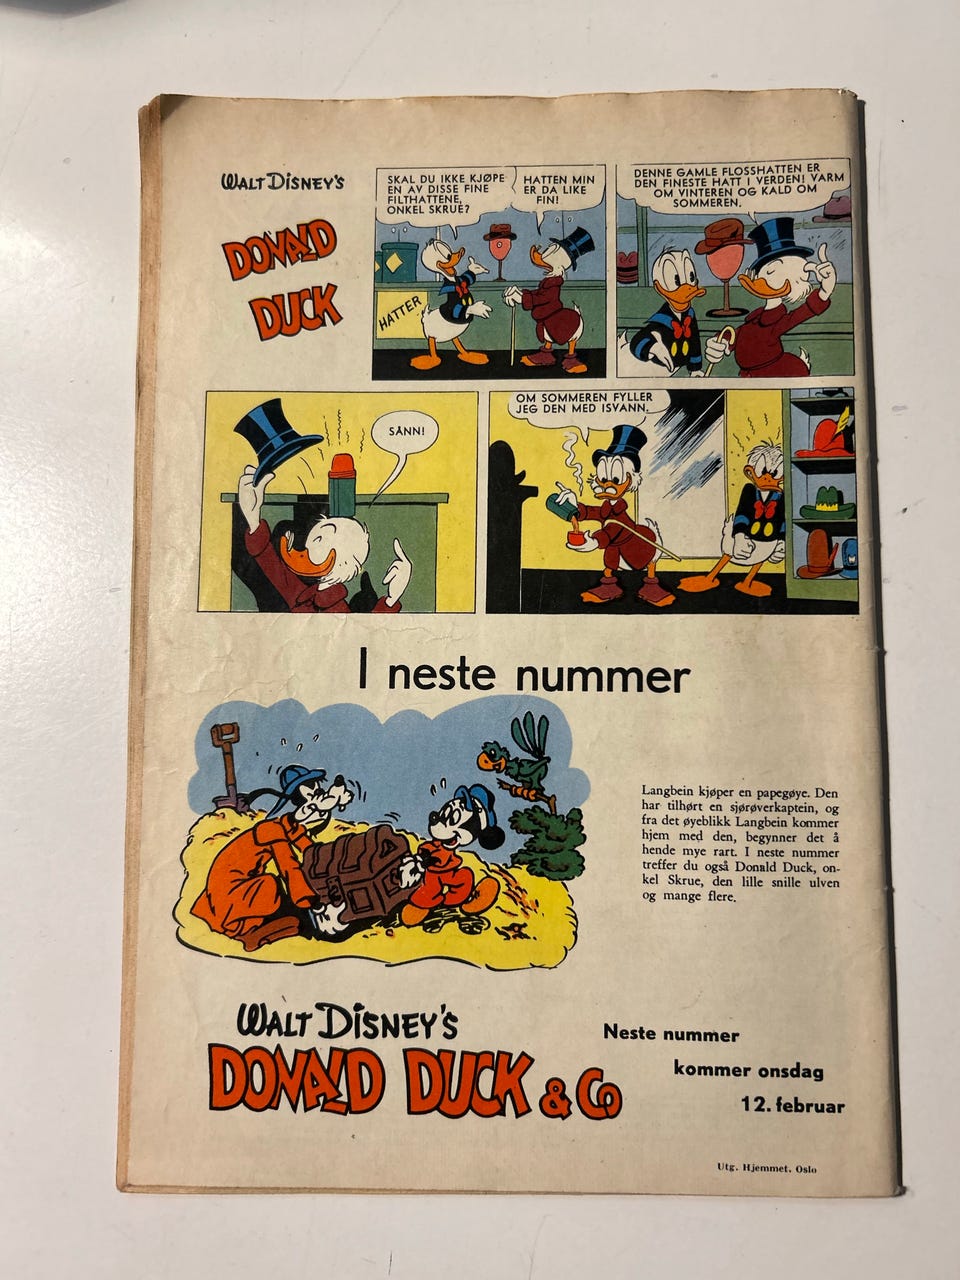 WALT DISNEY'S
DONALD
DUCK
SKAL DU IKKE KJØPE
EN AV DISSE FINE
FILTHATTENE,
ONKEL SKRUE?
HATTEN MIN
ER DA LIKE
FIN!
HATTER
DENNE GAMLE FLOSSHATTEN ER
DEN FINESTE HATT I VERDEN! VARM
OM VINTEREN OG KALD OM
SOMMEREN.
SÅNN!
OM SOMMEREN FYLLER
JEG DEN MED ISVANN.
I neste nummer
Langbein kjøper en papegøye. Den
har tilhørt en sjørøverkaptein, og
fra det øyeblikk Langbein kommer
hjem med den, begynner det å
hende mye rart. I neste nummer
treffer du også Donald Duck, on-
kel Skrue, den lille snille ulven
og mange flere.
WALT DISNEY'S
DONALD DUCK & Co
Neste nummer
kommer onsdag
12. februar
Utg. Hjemmet, Oslo